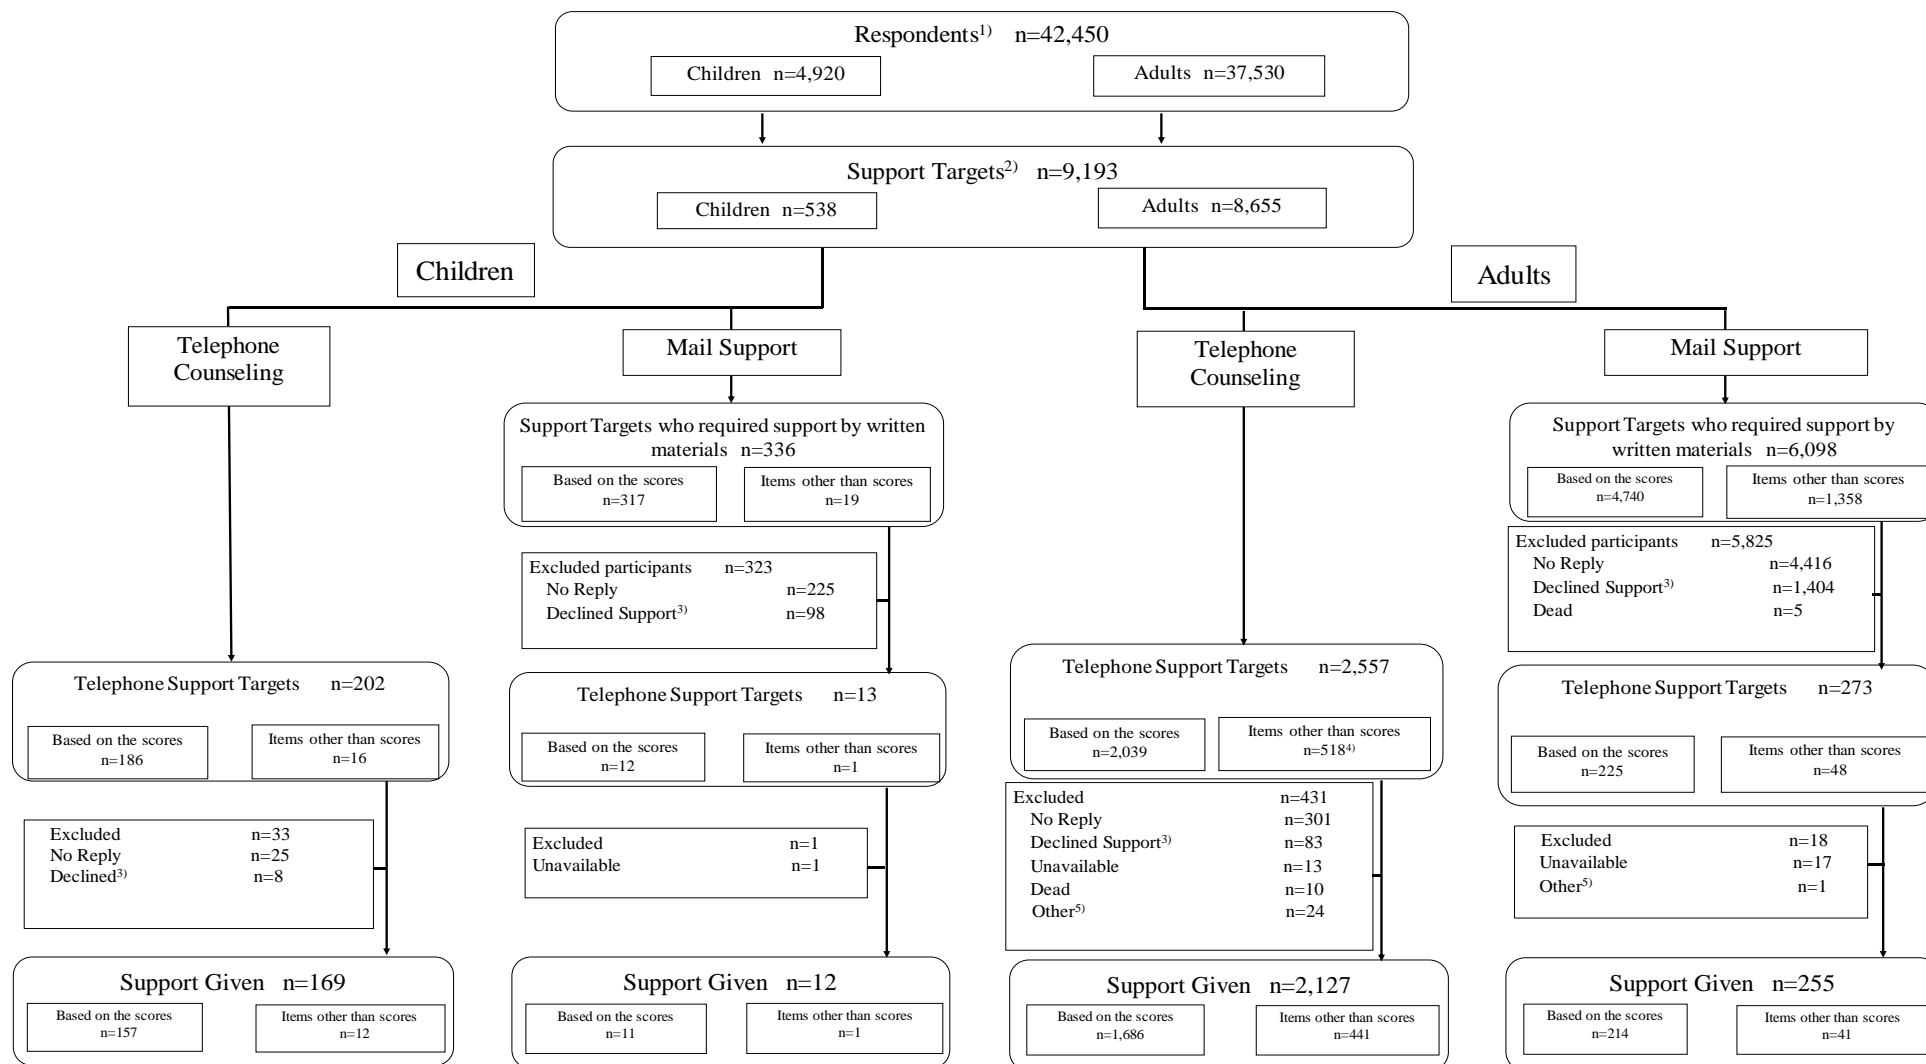 Respondents1) n=42,450
Children n=4,920
Adults n=37,530
Support Targets2) n=9,193
Children n=538
Adults n=8,655
Children
Adults
Telephone
Counseling
Mail Support
Telephone
Counseling
Mail Support
Support Targets who required support by written
materials n=336
Based on the scores
n=317
Items other than scores
n=19
Support Targets who required support by
written materials n=6,098
Based on the scores
n=4,740
Items other than scores
n=1,358
Excluded participants n=323
No Reply n=225
Declined Support3) n=98
Excluded participants n=5,825
No Reply n=4,416
Declined Support3) n=1,404
Dead n=5
Telephone Support Targets n=202
Based on the scores
n=186
Items other than scores
n=16
Telephone Support Targets n=13
Based on the scores
n=12
Items other than scores
n=1
Telephone Support Targets n=2,557
Based on the scores
n=2,039
Items other than scores
n=5184)
Telephone Support Targets n=273
Based on the scores
n=225
Items other than scores
n=48
Excluded n=33
No Reply n=25
Declined3) n=8
Excluded n=1
Unavailable n=1
Excluded n=431
No Reply n=301
Declined Support3) n=83
Unavailable n=13
Dead n=10
Other5) n=24
Excluded n=18
Unavailable n=17
Other5) n=1
Support Given n=169
Based on the scores
n=157
Items other than scores
n=12
Support Given n=12
Based on the scores
n=11
Items other than scores
n=1
Support Given n=2,127
Based on the scores
n=1,686
Items other than scores
n=441
Support Given n=255
Based on the scores
n=214
Items other than scores
n=41